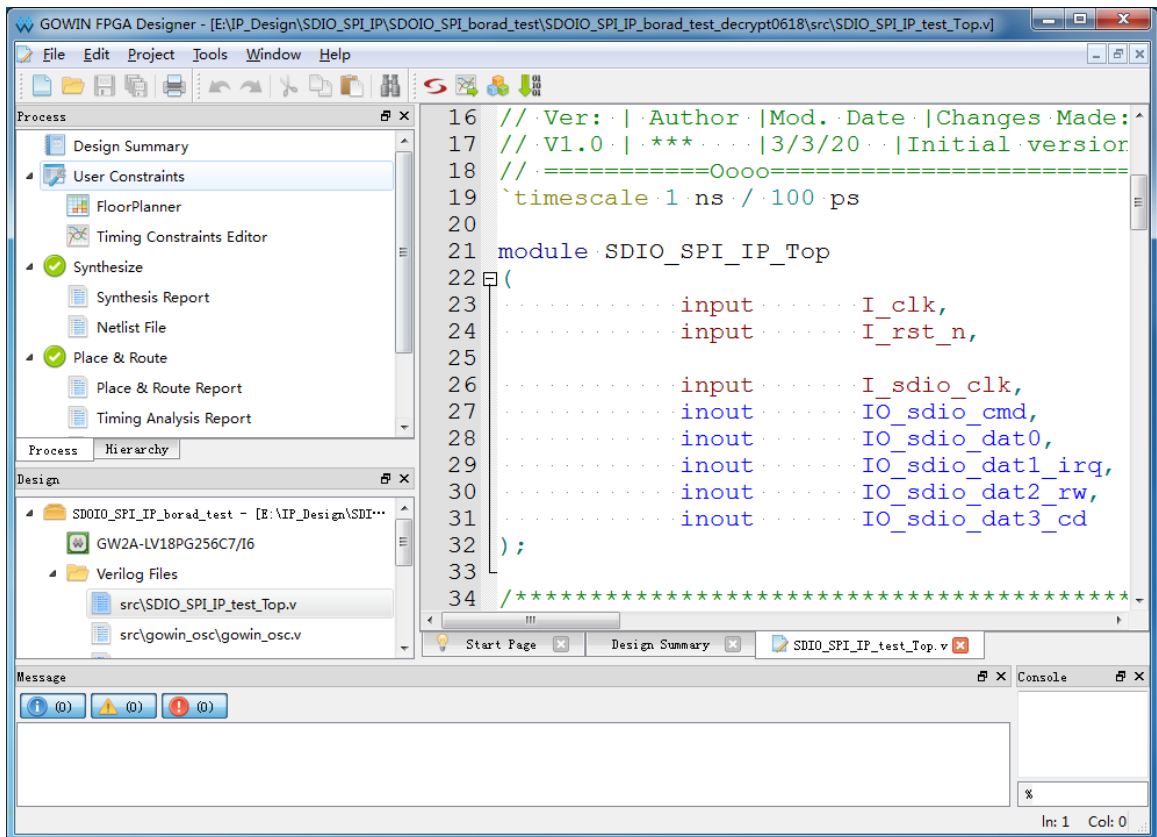 GOWIN FPGA Designer - [E:\IP_Design\SDIO_SPI_IP\SDOIO_SPI_borad_test\SDOIO_SPI_IP_borad_test_decrypt0618\src\SDIO_SPI_IP_test_Top.v]
File Edit Project Tools Window Help
Process
Design Summary
User Constraints
FloorPlanner
Timing Constraints Editor
Synthesize
Synthesis Report
Netlist File
Place & Route
Place & Route Report
Timing Analysis Report
Process Hierarchy
Design
SDOIO_SPI_IP_borad_test - [E:\IP_Design\SDI...
GW2A-LV18PG256C7/I6
Verilog Files
src\SDIO_SPI_IP_test_Top.v
src\gowin_osc\gowin_osc.v
16 // Ver: | Author |Mod. Date |Changes Made:
17 // V1.0 | *** |3/3/20 |Initial version
18 // ===========Oooo========================
19 `timescale 1 ns / 100 ps
20
21 module SDIO_SPI_IP_Top
22 (
23 input I_clk,
24 input I_rst_n,
25
26 input I_sdio_clk,
27 inout IO_sdio_cmd,
28 inout IO_sdio_dat0,
29 inout IO_sdio_dat1_irq,
30 inout IO_sdio_dat2_rw,
31 inout IO_sdio_dat3_cd
32 );
33
34 /*****************************************
Start Page Design Summary SDIO_SPI_IP_test_Top.v
Message
(0) (0) (0)
Console
%
ln: 1 Col: 0